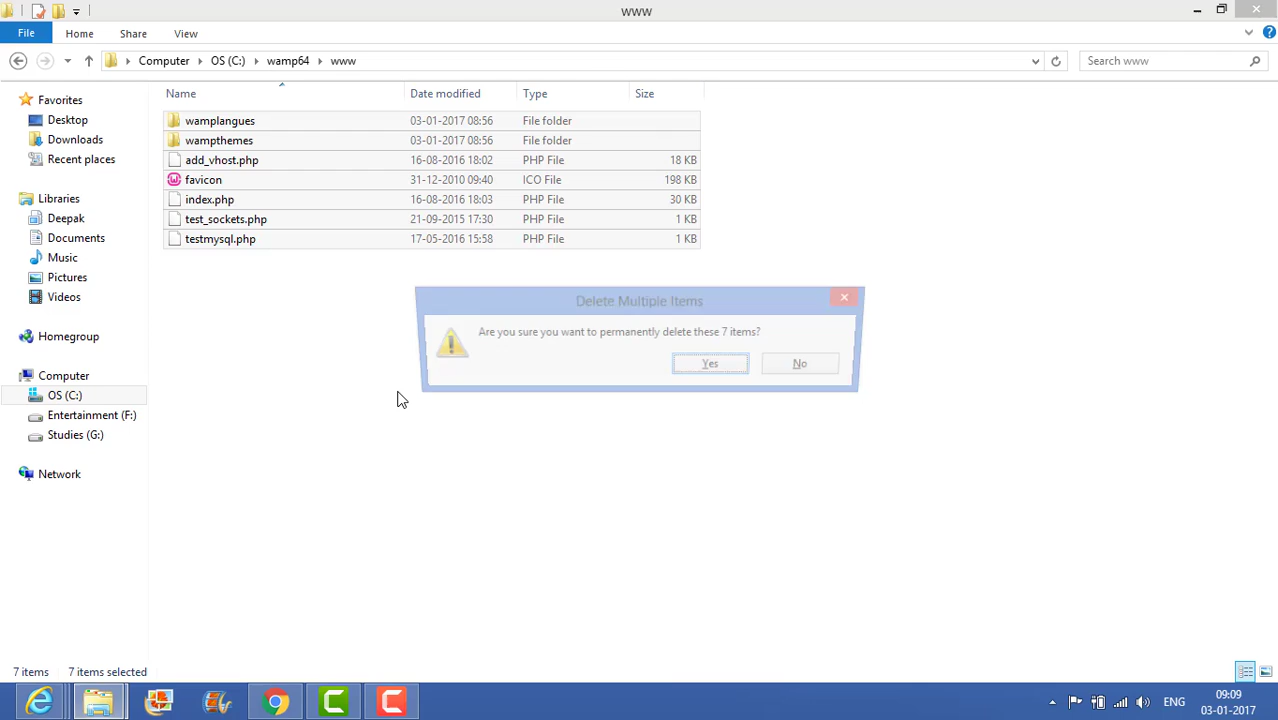 www
File Home Share View
Computer OS (C:) wamp64 www Search www
Name Date modified Type Size
Favorites
Desktop
Downloads
Recent places
Libraries
Deepak
Documents
Music
Pictures
Videos
Homegroup
Computer
OS (C:)
Entertainment (F:)
Studies (G:)
Network
wamplangues 03-01-2017 08:56 File folder
wampthemes 03-01-2017 08:56 File folder
add_vhost.php 16-08-2016 18:02 PHP File 18 KB
favicon 31-12-2010 09:40 ICO File 198 KB
index.php 16-08-2016 18:03 PHP File 30 KB
test_sockets.php 21-09-2015 17:30 PHP File 1 KB
testmysql.php 17-05-2016 15:58 PHP File 1 KB
Delete Multiple Items
Are you sure you want to permanently delete these 7 items?
Yes No
7 items 7 items selected
ENG 09:09
03-01-2017